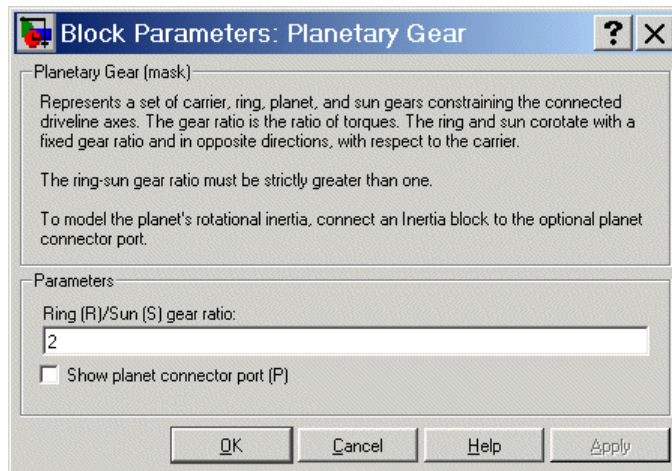 Block Parameters: Planetary Gear
Planetary Gear (mask)
Represents a set of carrier, ring, planet, and sun gears constraining the connected
driveline axes. The gear ratio is the ratio of torques. The ring and sun corotate with a
fixed gear ratio and in opposite directions, with respect to the carrier.
The ring-sun gear ratio must be strictly greater than one.
To model the planet's rotational inertia, connect an Inertia block to the optional planet
connector port.
Parameters
Ring (R)/Sun (S) gear ratio:
2
Show planet connector port (P)
OK Cancel Help Apply